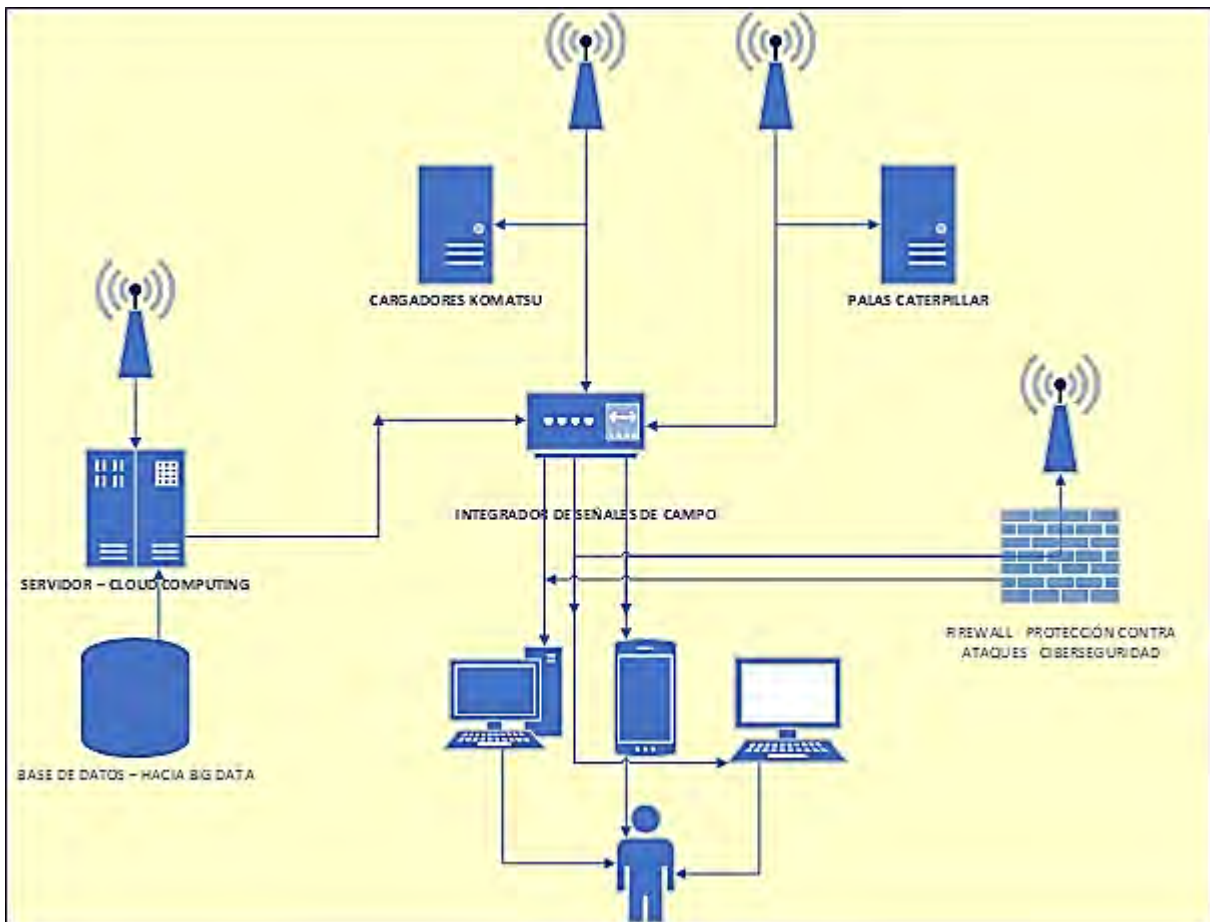 CARGADORES KOMATSU
PALAS CATERPILLAR
INTEGRADOR DE SEÑALES DE CAMPO
SERVIDOR – CLOUD COMPUTING
FIREWALL PROTECCIÓN CONTRA
ATAQUES CIBERSEGURIDAD
BASE DE DATOS – HACIA BIG DATA